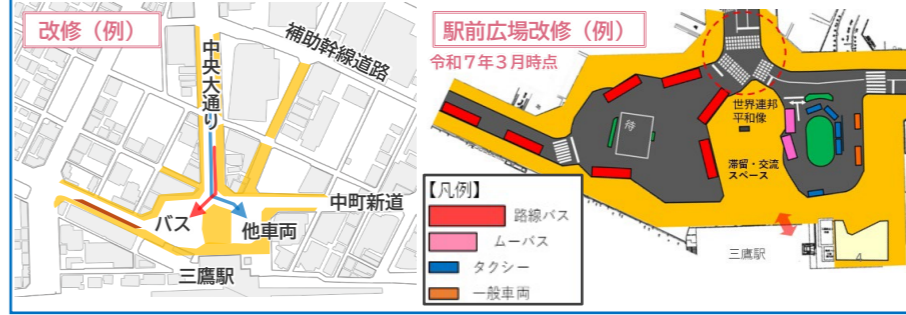 改修（例）
中央大通り
補助幹線道路
中町新道
バス
他車両
三鷹駅
駅前広場改修（例）
令和7年3月時点
待
世界連邦
平和像
滞留・交流
スペース
【凡例】
路線バス
ムーバス
タクシー
一般車両
三鷹駅
4